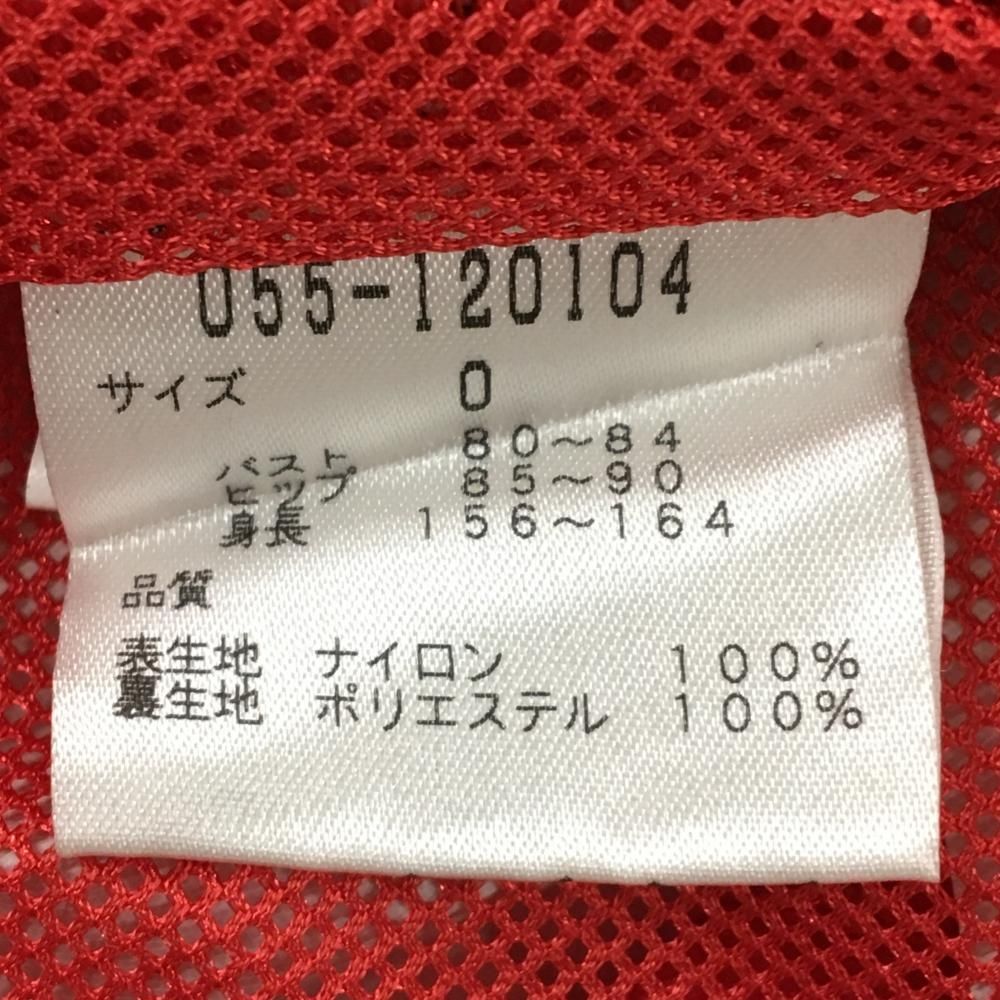 055-120104
サイズ 0
バスト 80～84
ヒップ 85～90
身長 156～164
品質
表生地 ナイロン 100%
裏生地 ポリエステル 100%